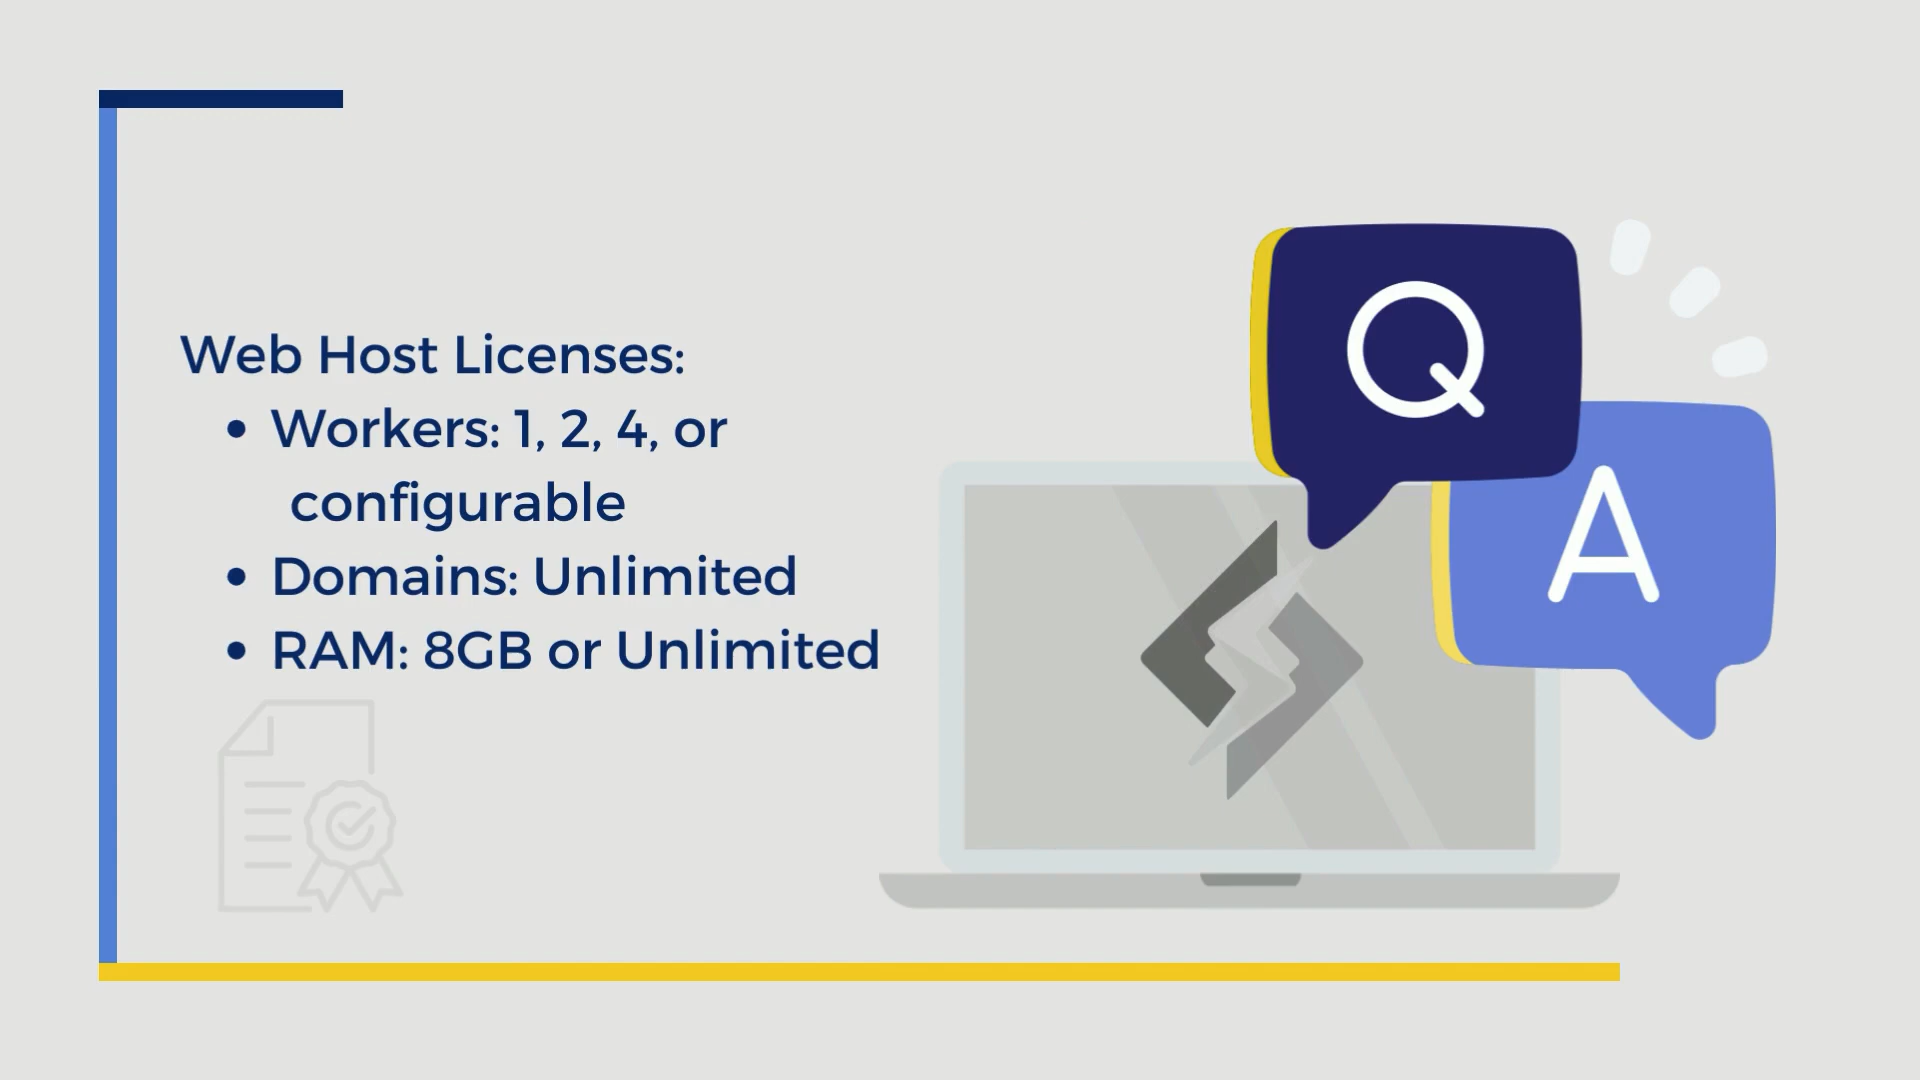 Web Host Licenses:
• Workers: 1, 2, 4, or
configurable
• Domains: Unlimited
• RAM: 8GB or Unlimited
Q
A